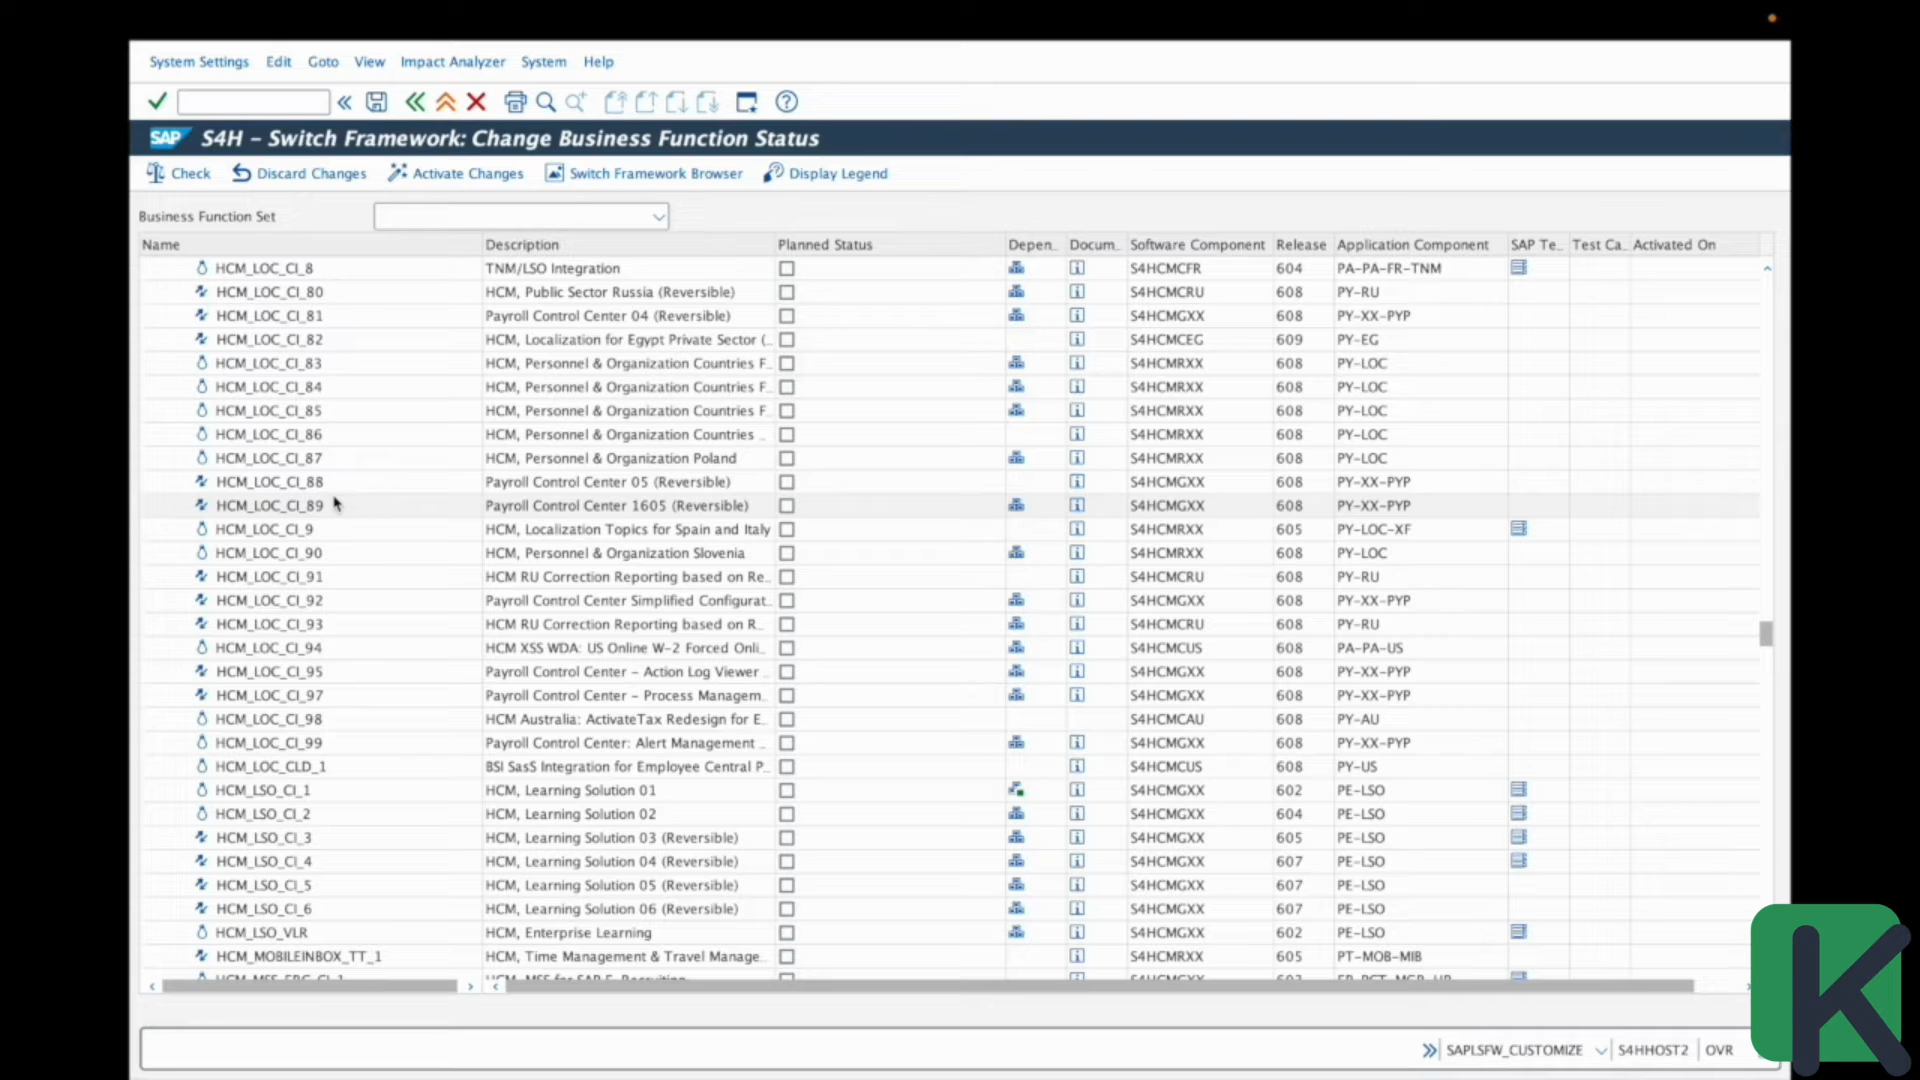 System Settings Edit Goto View Impact Analyzer System Help
SAP S4H – Switch Framework: Change Business Function Status
Check Discard Changes Activate Changes Switch Framework Browser Display Legend
Business Function Set
Name Description Planned Status Depen.. Docum.. Software Component Release Application Component SAP Te.. Test Ca.. Activated On
HCM_LOC_CI_8 TNM/LSO Integration S4HCMCFR 604 PA-PA-FR-TNM
HCM_LOC_CI_80 HCM, Public Sector Russia (Reversible) S4HCMCRU 608 PY-RU
HCM_LOC_CI_81 Payroll Control Center 04 (Reversible) S4HCMGXX 608 PY-XX-PYP
HCM_LOC_CI_82 HCM, Localization for Egypt Private Sector (.. S4HCMCEG 609 PY-EG
HCM_LOC_CI_83 HCM, Personnel & Organization Countries F.. S4HCMRXX 608 PY-LOC
HCM_LOC_CI_84 HCM, Personnel & Organization Countries F.. S4HCMRXX 608 PY-LOC
HCM_LOC_CI_85 HCM, Personnel & Organization Countries F.. S4HCMRXX 608 PY-LOC
HCM_LOC_CI_86 HCM, Personnel & Organization Countries .. S4HCMRXX 608 PY-LOC
HCM_LOC_CI_87 HCM, Personnel & Organization Poland S4HCMRXX 608 PY-LOC
HCM_LOC_CI_88 Payroll Control Center 05 (Reversible) S4HCMGXX 608 PY-XX-PYP
HCM_LOC_CI_89 Payroll Control Center 1605 (Reversible) S4HCMGXX 608 PY-XX-PYP
HCM_LOC_CI_9 HCM, Localization Topics for Spain and Italy S4HCMRXX 605 PY-LOC-XF
HCM_LOC_CI_90 HCM, Personnel & Organization Slovenia S4HCMRXX 608 PY-LOC
HCM_LOC_CI_91 HCM RU Correction Reporting based on Re.. S4HCMCRU 608 PY-RU
HCM_LOC_CI_92 Payroll Control Center Simplified Configurat.. S4HCMGXX 608 PY-XX-PYP
HCM_LOC_CI_93 HCM RU Correction Reporting based on R.. S4HCMCRU 608 PY-RU
HCM_LOC_CI_94 HCM XSS WDA: US Online W-2 Forced Onli.. S4HCMCUS 608 PA-PA-US
HCM_LOC_CI_95 Payroll Control Center – Action Log Viewer .. S4HCMGXX 608 PY-XX-PYP
HCM_LOC_CI_97 Payroll Control Center – Process Managem.. S4HCMGXX 608 PY-XX-PYP
HCM_LOC_CI_98 HCM Australia: ActivateTax Redesign for E.. S4HCMCAU 608 PY-AU
HCM_LOC_CI_99 Payroll Control Center: Alert Management .. S4HCMGXX 608 PY-XX-PYP
HCM_LOC_CLD_1 BSI SasS Integration for Employee Central P.. S4HCMCUS 608 PY-US
HCM_LSO_CI_1 HCM, Learning Solution 01 S4HCMGXX 602 PE-LSO
HCM_LSO_CI_2 HCM, Learning Solution 02 S4HCMGXX 604 PE-LSO
HCM_LSO_CI_3 HCM, Learning Solution 03 (Reversible) S4HCMGXX 605 PE-LSO
HCM_LSO_CI_4 HCM, Learning Solution 04 (Reversible) S4HCMGXX 607 PE-LSO
HCM_LSO_CI_5 HCM, Learning Solution 05 (Reversible) S4HCMGXX 607 PE-LSO
HCM_LSO_CI_6 HCM, Learning Solution 06 (Reversible) S4HCMGXX 607 PE-LSO
HCM_LSO_VLR HCM, Enterprise Learning S4HCMGXX 602 PE-LSO
HCM_MOBILEINBOX_TT_1 HCM, Time Management & Travel Manage.. S4HCMRXX 605 PT-MOB-MIB
SAPLSFW_CUSTOMIZE S4HHOST2 OVR
K